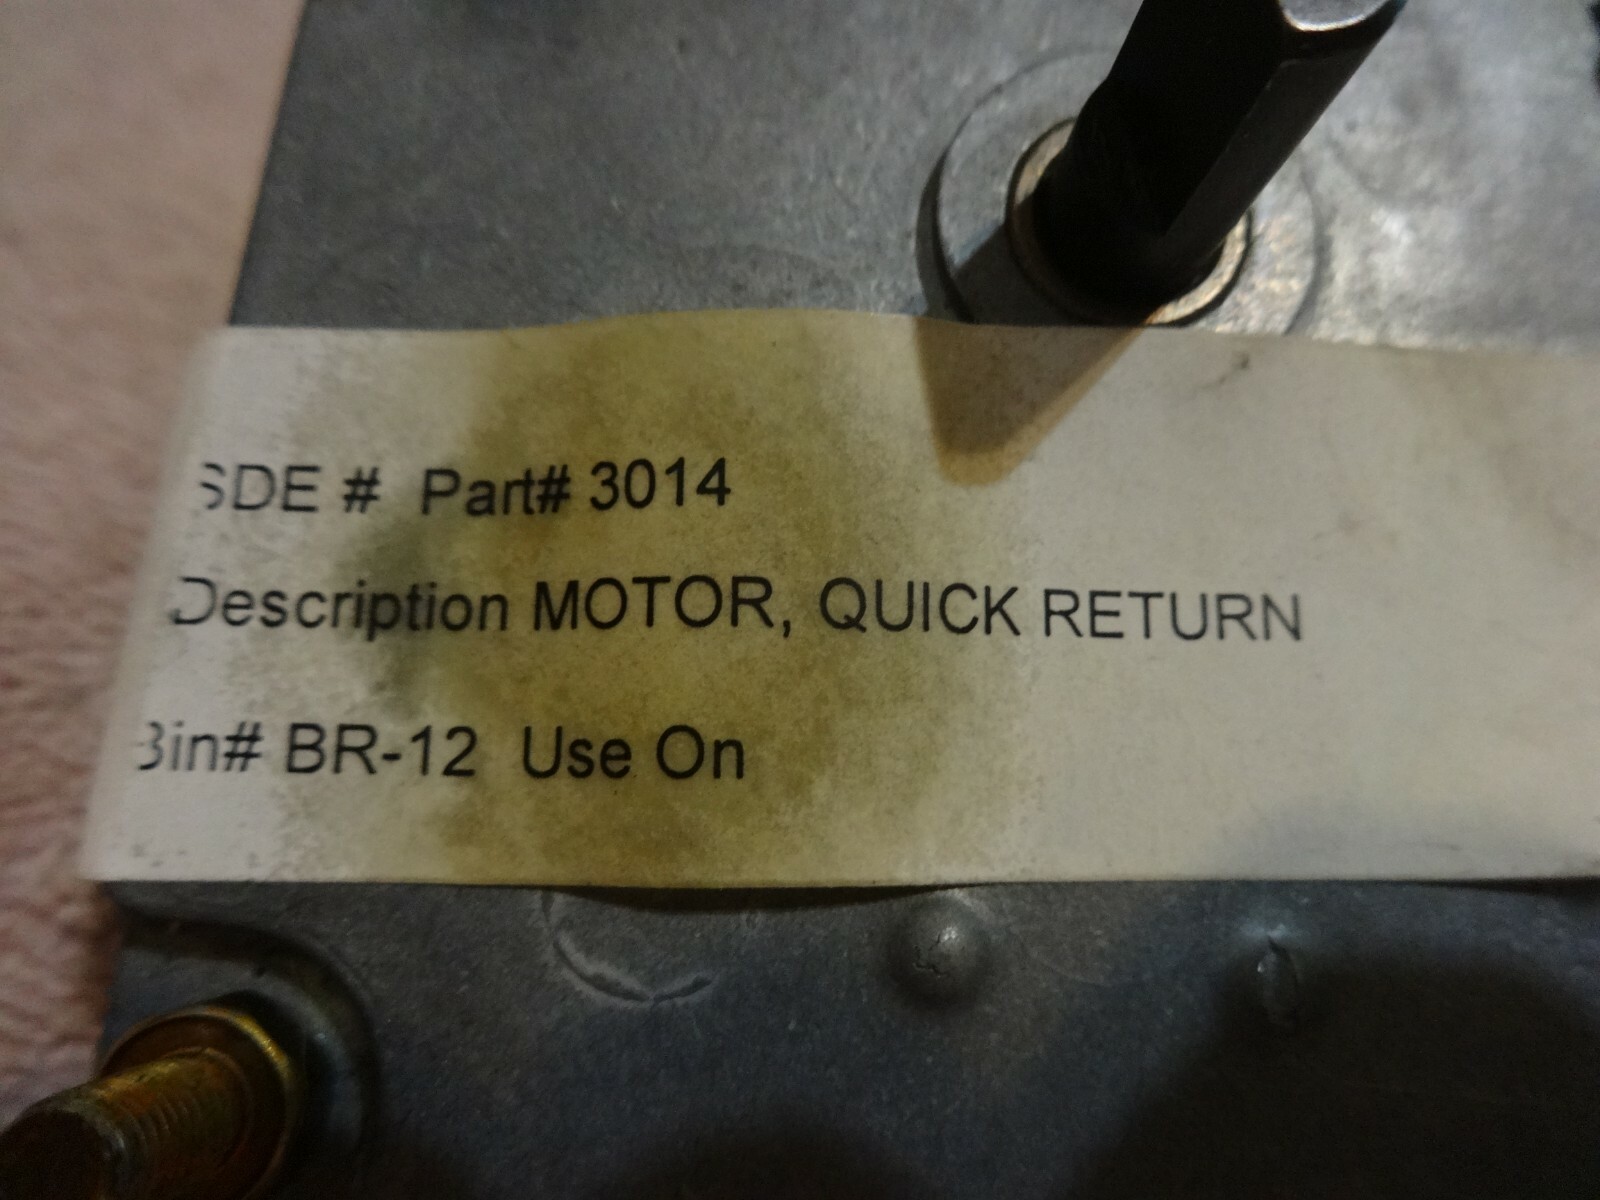 SDE # Part# 3014
Description MOTOR, QUICK RETURN
Bin# BR-12 Use On